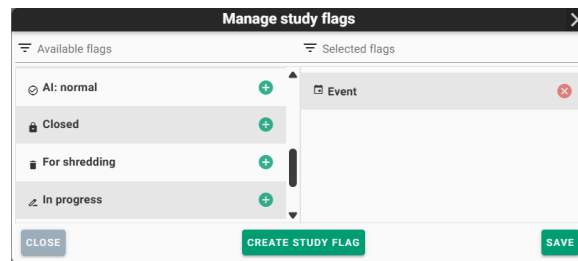 Manage study flags
Available flags
Selected flags
AI: normal
Closed
For shredding
In progress
Event
CLOSE
CREATE STUDY FLAG
SAVE